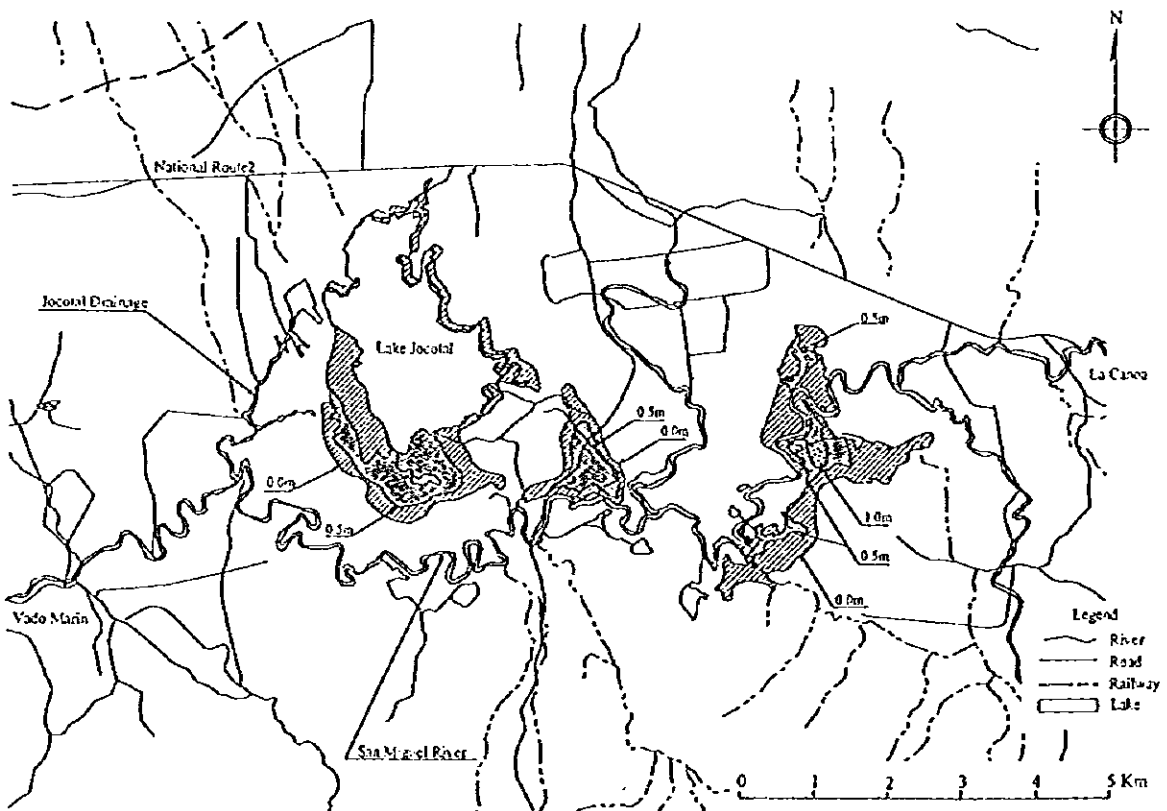 N
National Route2
Jocotal Drainage
Lake Jocotal
0.5m
La Canoa
0.5m
0.0m
0.0m
0.5m
1.0m
0.5m
0.0m
Vado Marin
San Miguel River
Legend
River
Road
Railway
Lake
0 1 2 3 4 5 Km